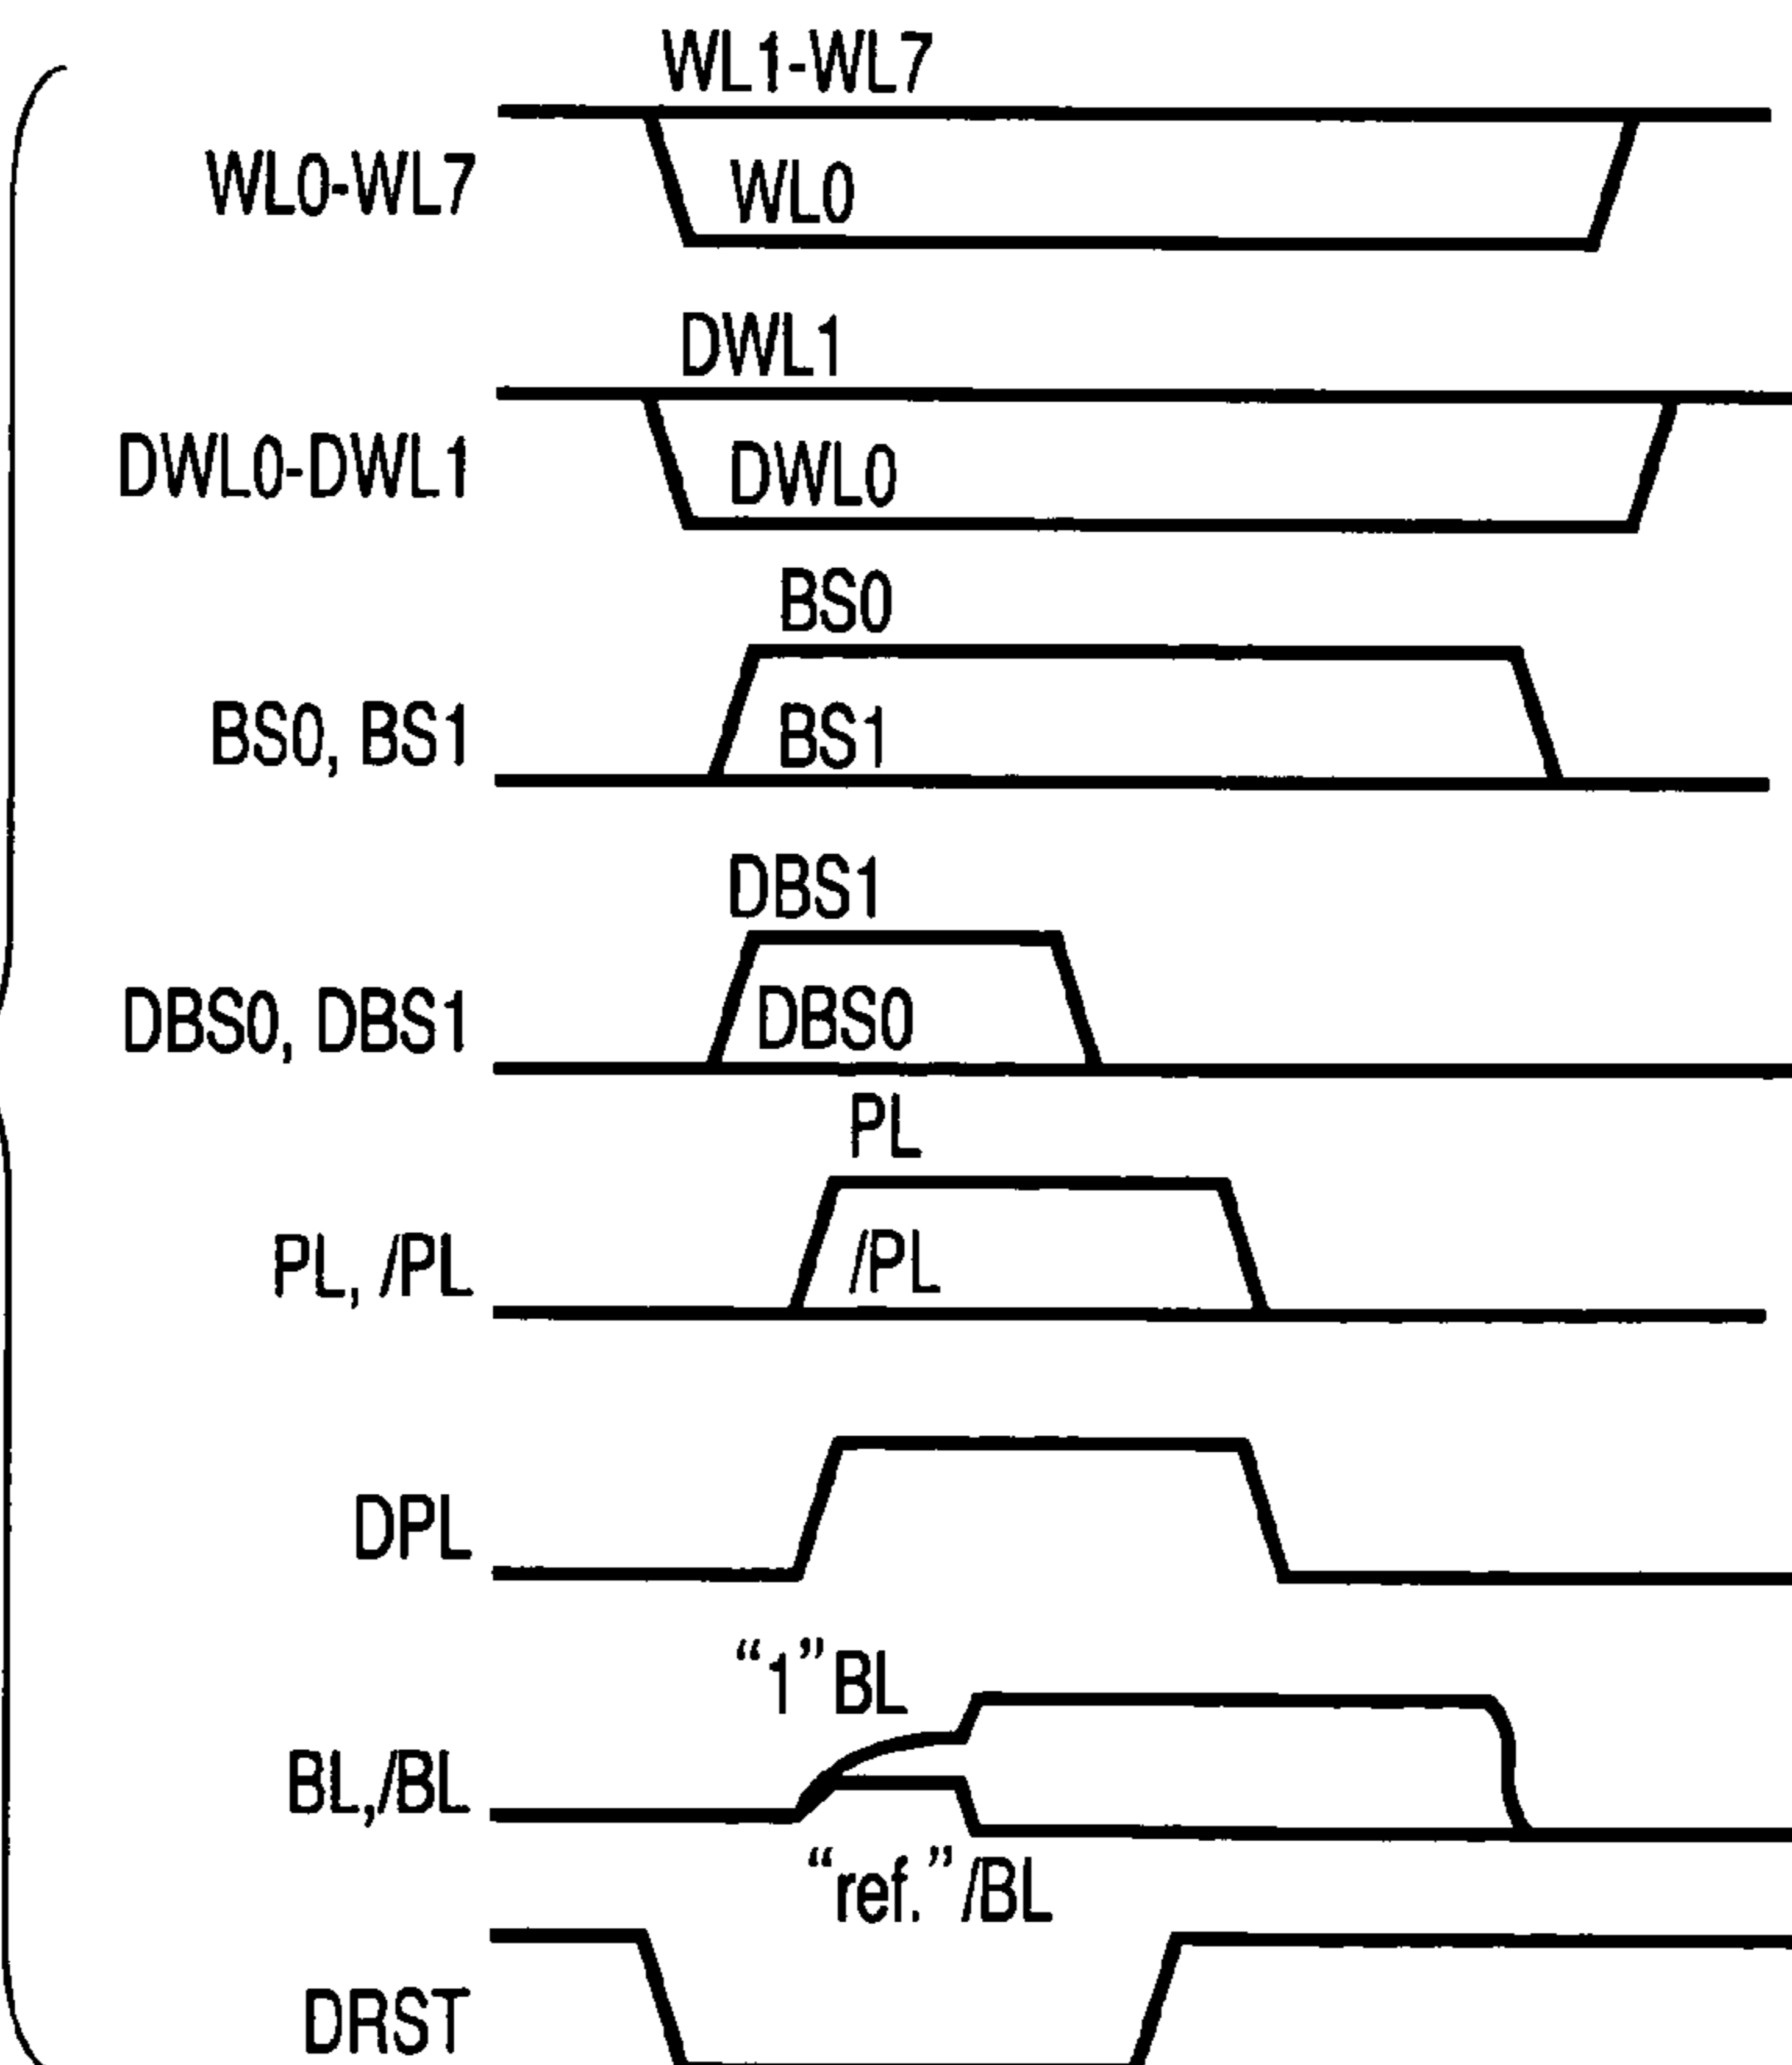 WL1-WL7
WL0-WL7
WL0
DWL1
DWL0-DWL1
DWL0
BS0
BS0, BS1
BS1
DBS1
DBS0, DBS1
DBS0
PL
PL, /PL
/PL
DPL
“1”BL
BL,/BL
“ref.”/BL
DRST